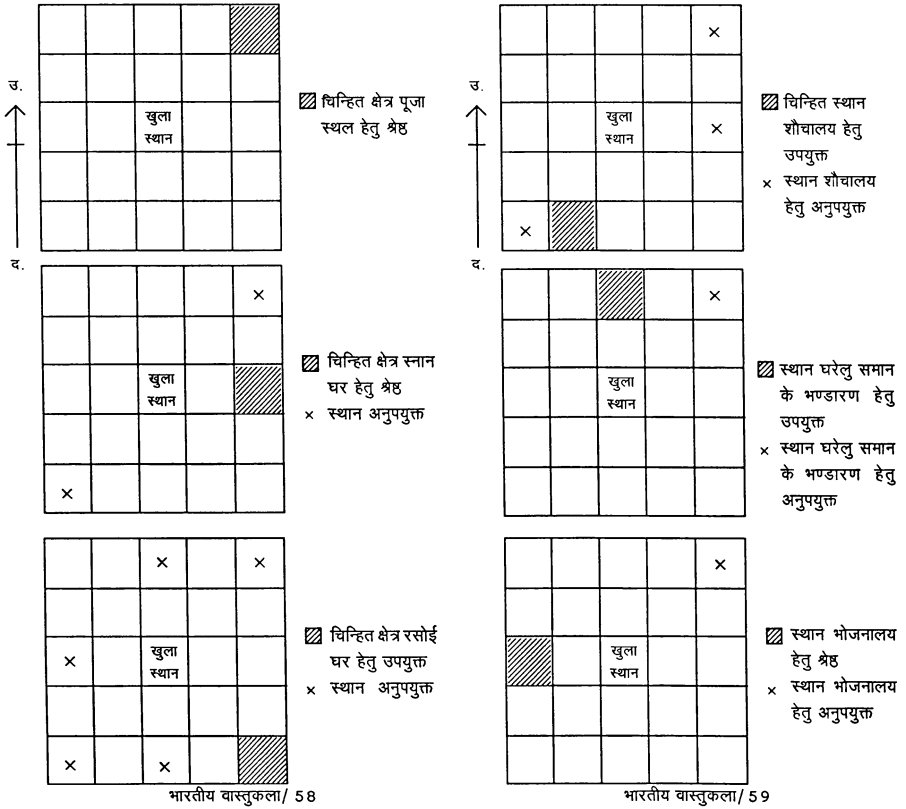 उ.
खुला
स्थान
चिन्हित क्षेत्र पूजा
स्थल हेतु श्रेष्ठ
द.
×
खुला
स्थान
×
चिन्हित क्षेत्र स्नान
घर हेतु श्रेष्ठ
× स्थान अनुपयुक्त
× ×
× खुला
स्थान
× ×
चिन्हित क्षेत्र रसोई
घर हेतु उपयुक्त
× स्थान अनुपयुक्त
भारतीय वास्तुकला/ 58
×
उ.
खुला
स्थान
×
×
चिन्हित स्थान
शौचालय हेतु
उपयुक्त
× स्थान शौचालय
हेतु अनुपयुक्त
द.
×
खुला
स्थान
स्थान घरेलु समान
के भण्डारण हेतु
उपयुक्त
× स्थान घरेलु समान
के भण्डारण हेतु
अनुपयुक्त
×
खुला
स्थान
स्थान भोजनालय
हेतु श्रेष्ठ
× स्थान भोजनालय
हेतु अनुपयुक्त
भारतीय वास्तुकला/ 59